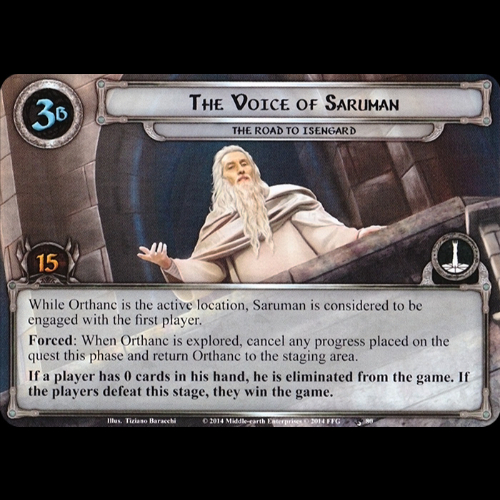 3B
THE VOICE OF SARUMAN
THE ROAD TO ISENGARD
15
While Orthanc is the active location, Saruman is considered to be
engaged with the first player.
Forced: When Orthanc is explored, cancel any progress placed on the
quest this phase and return Orthanc to the staging area.
If a player has 0 cards in his hand, he is eliminated from the game. If
the players defeat this stage, they win the game.
Illus. Tiziano Baracchi © 2014 Middle-earth Enterprises © 2014 FFG 80